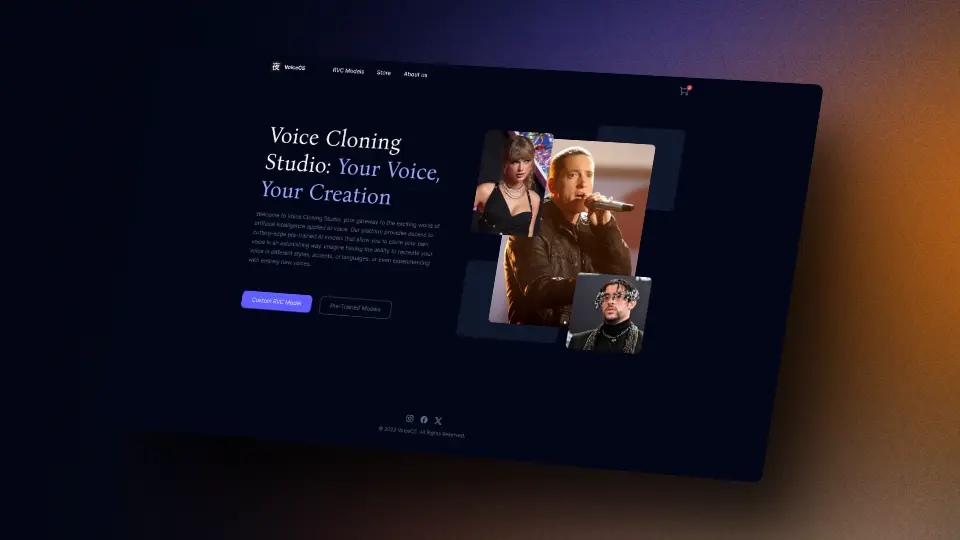 夜 VoiceOS RVC Models Store About us
Voice Cloning
Studio: Your Voice,
Your Creation
Welcome to Voice Cloning Studio, your gateway to the exciting world of
artificial intelligence applied to voice. Our platform provides access to
cutting-edge pre-trained AI models that allow you to clone your own
voice in an astonishing way. Imagine having the ability to recreate your
voice in different styles, accents, or languages, or even experimenting
with entirely new voices.
Custom RVC Model Pre-Trained Models
© 2023 VoiceOS. All Rights Reserved.